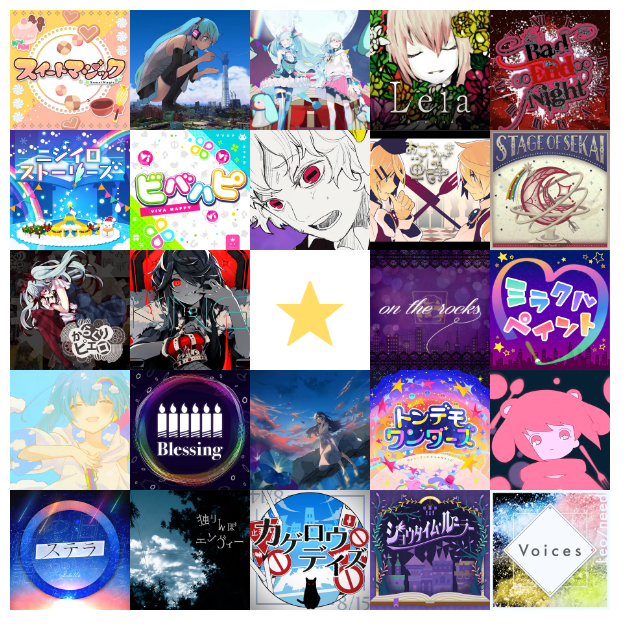 スイートマジック
Leia
Bad
End
Night
ニジイロ
ストーリーズ
ビバハピ
VIVA HAPPY
STAGE OF SEKAI
からくり
ピエロ
on the rocks
ミラクル
ペイント
Blessing
トンデモ
ワンダーズ
ステラ
独りんぼ
エンヴィー
カゲロウ
デイズ
8/15
ショウタイム・ルーラー
Voices